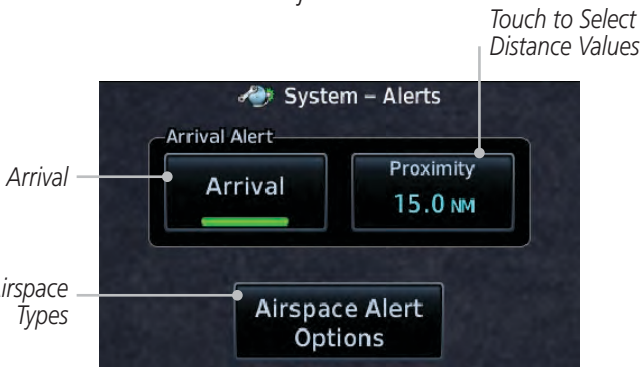 Touch to Select
Distance Values
System – Alerts
Arrival Alert
Arrival
Arrival
Proximity
15.0 NM
Types
Airspace Alert
Options